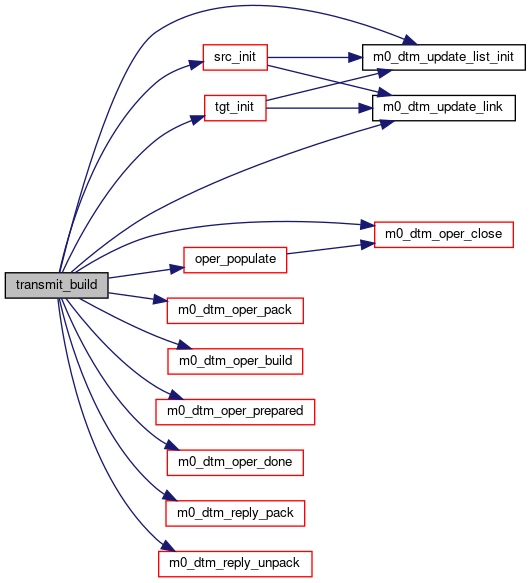 src_init
m0_dtm_update_list_init
tgt_init
m0_dtm_update_link
m0_dtm_oper_close
oper_populate
transmit_build
m0_dtm_oper_pack
m0_dtm_oper_build
m0_dtm_oper_prepared
m0_dtm_oper_done
m0_dtm_reply_pack
m0_dtm_reply_unpack